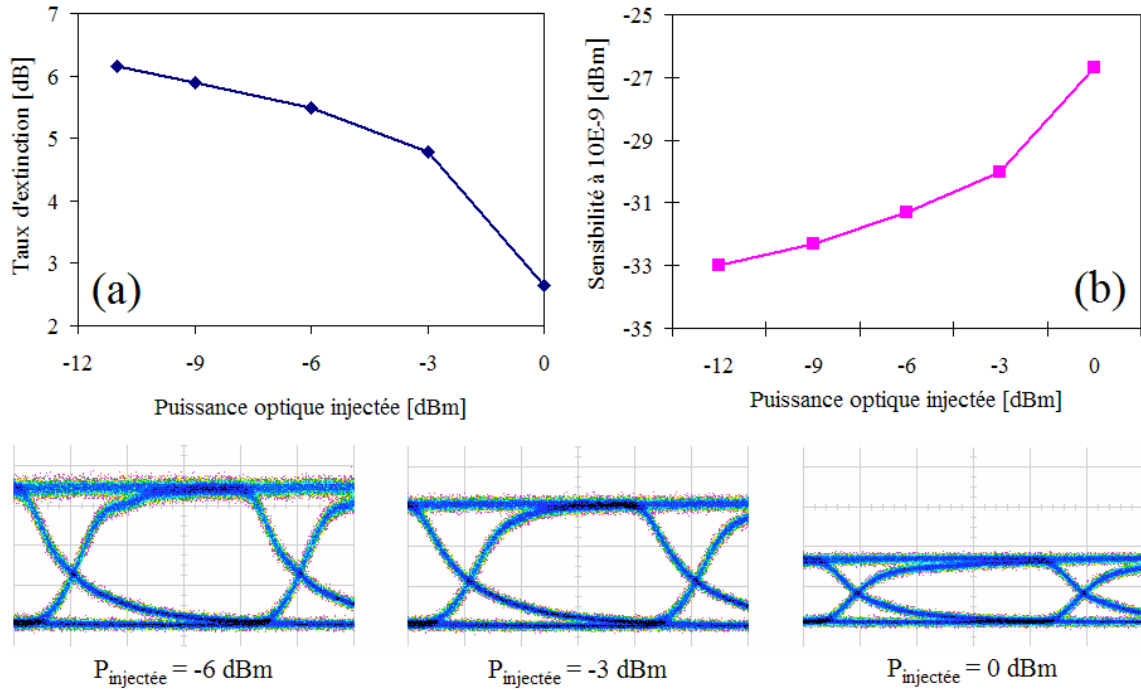 7
6
5
4
3
2
Taux d'extinction [dB]
(a)
-12
-9
-6
-3
0
Puissance optique injectée [dBm]
-25
-27
-29
-31
-33
-35
Sensibilité à 10E-9 [dBm]
(b)
-12
-9
-6
-3
0
Puissance optique injectée [dBm]
Pinjectée = -6 dBm
Pinjectée = -3 dBm
Pinjectée = 0 dBm